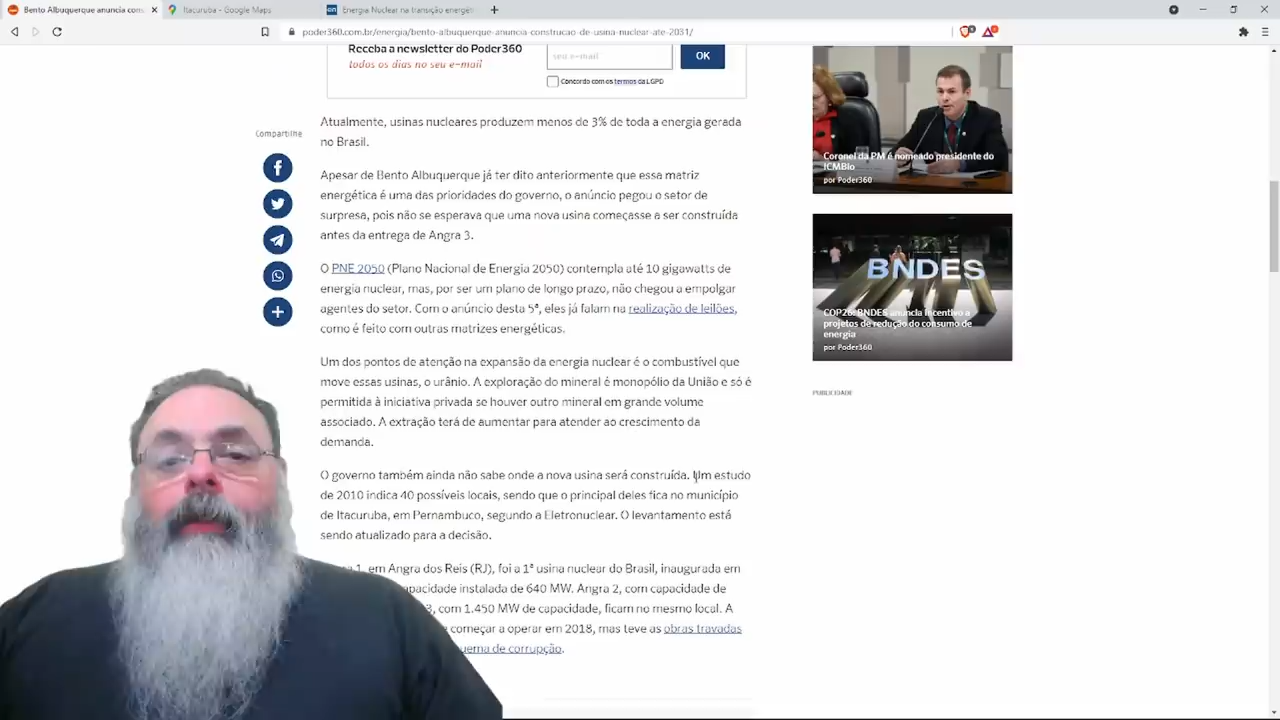 Bento Albuquerque anuncia con
Itacuruba - Google Maps
Energia Nuclear na transição energéti
poder360.com.br/energia/bento-albuquerque-anuncia-construcao-de-usina-nuclear-ate-2031/
Receba a newsletter do Poder360
todos os dias no seu e-mail
seu e-mail
OK
Concordo com os termos da LGPD
Compartilhe
Atualmente, usinas nucleares produzem menos de 3% de toda a energia gerada
no Brasil.
Apesar de Bento Albuquerque já ter dito anteriormente que essa matriz
energética é uma das prioridades do governo, o anúncio pegou o setor de
surpresa, pois não se esperava que uma nova usina começasse a ser construída
antes da entrega de Angra 3.
O PNE 2050 (Plano Nacional de Energia 2050) contempla até 10 gigawatts de
energia nuclear, mas, por ser um plano de longo prazo, não chegou a empolgar
agentes do setor. Com o anúncio desta 5ª, eles já falam na realização de leilões,
como é feito com outras matrizes energéticas.
Um dos pontos de atenção na expansão da energia nuclear é o combustível que
move essas usinas, o urânio. A exploração do mineral é monopólio da União e só é
permitida à iniciativa privada se houver outro mineral em grande volume
associado. A extração terá de aumentar para atender ao crescimento da
demanda.
O governo também ainda não sabe onde a nova usina será construída. Um estudo
de 2010 indica 40 possíveis locais, sendo que o principal deles fica no município
de Itacuruba, em Pernambuco, segundo a Eletronuclear. O levantamento está
sendo atualizado para a decisão.
1, em Angra dos Reis (RJ), foi a 1ª usina nuclear do Brasil, inaugurada em
apacidade instalada de 640 MW. Angra 2, com capacidade de
3, com 1.450 MW de capacidade, ficam no mesmo local. A
começar a operar em 2018, mas teve as obras travadas
uema de corrupção.
Coronel da PM é nomeado presidente do
ICMBio
por Poder360
BNDES
COP26: BNDES anuncia incentivo a
projetos de redução do consumo de
energia
por Poder360
PUBLICIDADE